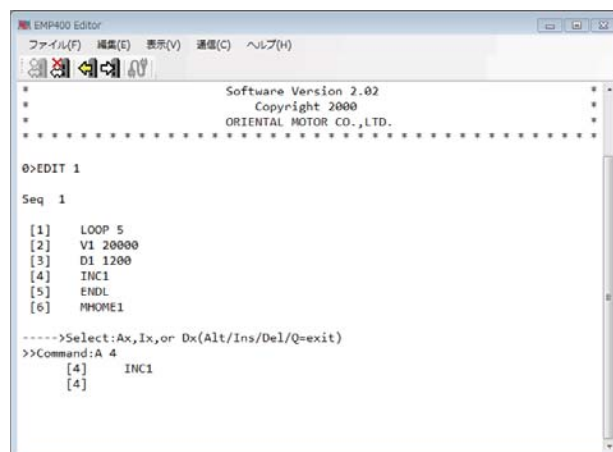 EMP400 Editor
ファイル(F) 編集(E) 表示(V) 通信(C) ヘルプ(H)
* Software Version 2.02 *
* Copyright 2000 *
* ORIENTAL MOTOR CO.,LTD. *
* * * * * * * * * * * * * * * * * * * * * * * * * * * * * * * * * * * * * * * *
0>EDIT 1
Seq 1
[1] LOOP 5
[2] V1 20000
[3] D1 1200
[4] INC1
[5] ENDL
[6] MHOME1
----->Select:Ax,Ix,or Dx(Alt/Ins/Del/Q=exit)
>>Command:A 4
[4] INC1
[4]